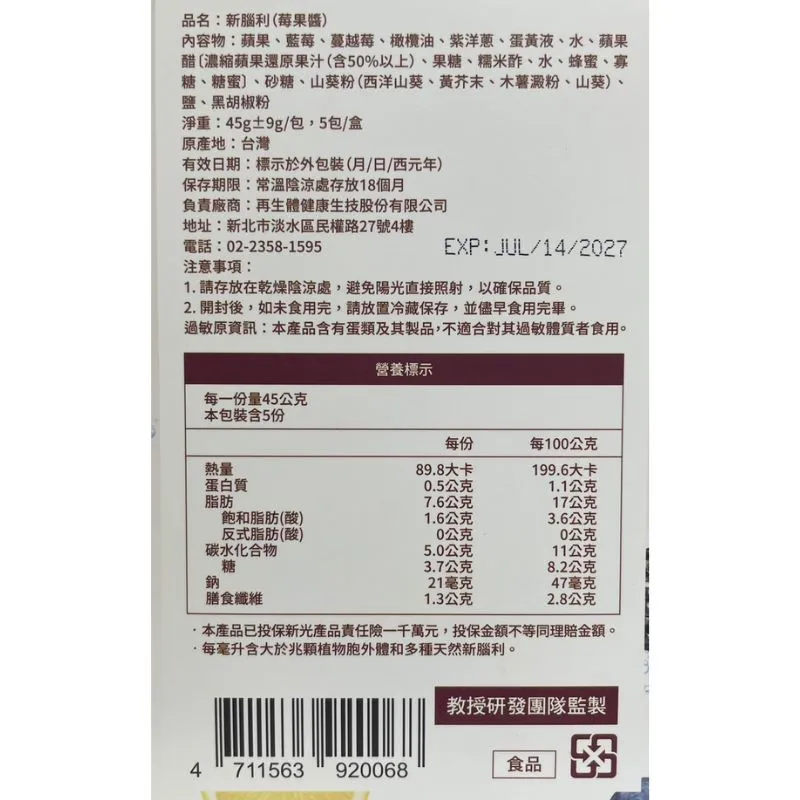 品名：新腦利(莓果醬)
內容物：蘋果、藍莓、蔓越莓、橄欖油、紫洋蔥、蛋黃液、水、蘋果
醋〔濃縮蘋果還原果汁(含50%以上)、果糖、糯米酢、水、蜂蜜、寡
糖、糖蜜〕、砂糖、山葵粉(西洋山葵、黃芥末、木薯澱粉、山葵)、
鹽、黑胡椒粉
淨重：45g±9g/包，5包/盒
原產地：台灣
有效日期：標示於外包裝(月/日/西元年)
保存期限：常溫陰涼處存放18個月
負責廠商：再生體健康生技股份有限公司
地址：新北市淡水區民權路27號4樓
電話：02-2358-1595 EXP:JUL/14/2027
注意事項：
1. 請存放在乾燥陰涼處，避免陽光直接照射，以確保品質。
2. 開封後，如未食用完，請放置冷藏保存，並儘早食用完畢。
過敏原資訊：本產品含有蛋類及其製品，不適合對其過敏體質者食用。
營養標示
每一份量45公克
本包裝含5份
每份 每100公克
熱量 89.8大卡 199.6大卡
蛋白質 0.5公克 1.1公克
脂肪 7.6公克 17公克
飽和脂肪(酸) 1.6公克 3.6公克
反式脂肪(酸) 0公克 0公克
碳水化合物 5.0公克 11公克
糖 3.7公克 8.2公克
鈉 21毫克 47毫克
膳食纖維 1.3公克 2.8公克
·本產品已投保新光產品責任險一千萬元，投保金額不等同理賠金額。
·每毫升含大於兆顆植物胞外體和多種天然新腦利。
教授研發團隊監製
食品
4 711563 920068